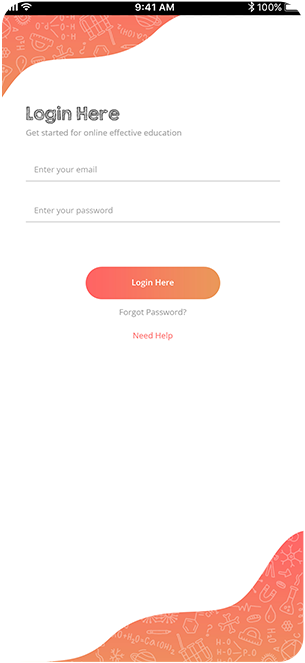 9:41 AM
100%
Login Here
Get started for online effective education
Enter your email
Enter your password
Login Here
Forgot Password?
Need Help